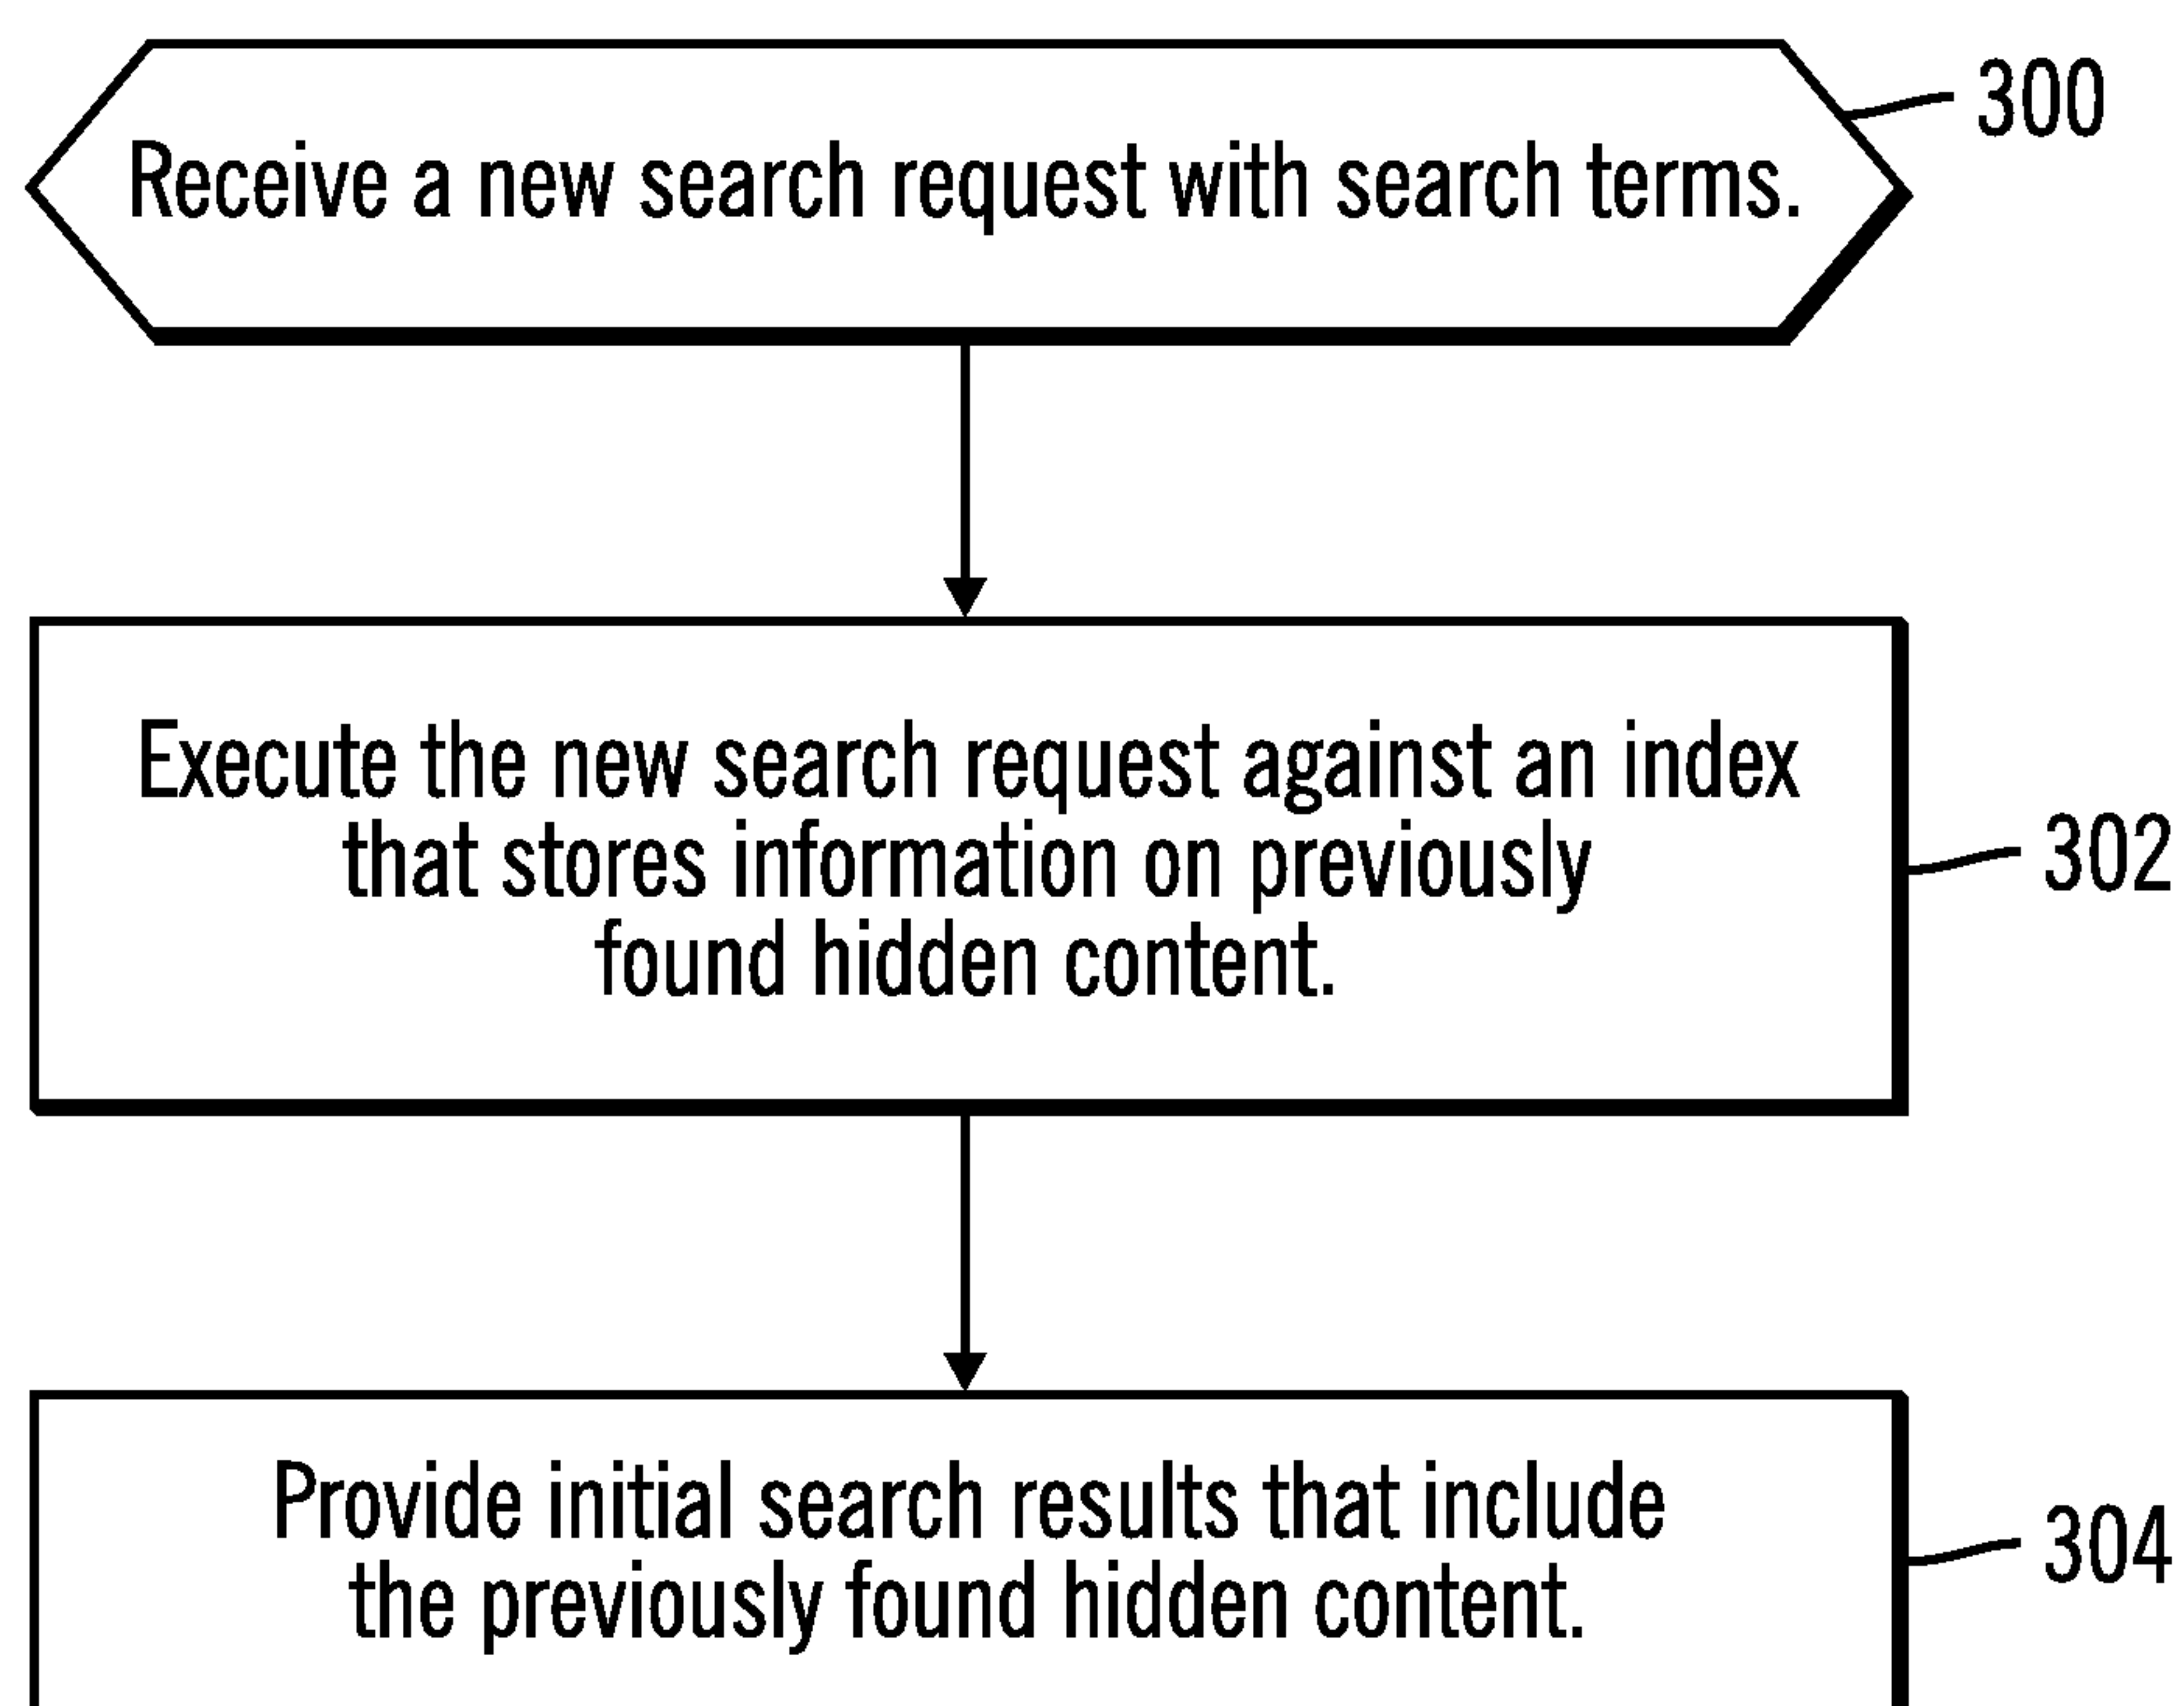 Receive a new search request with search terms.
300
Execute the new search request against an index
that stores information on previously
found hidden content.
302
Provide initial search results that include
the previously found hidden content.
304